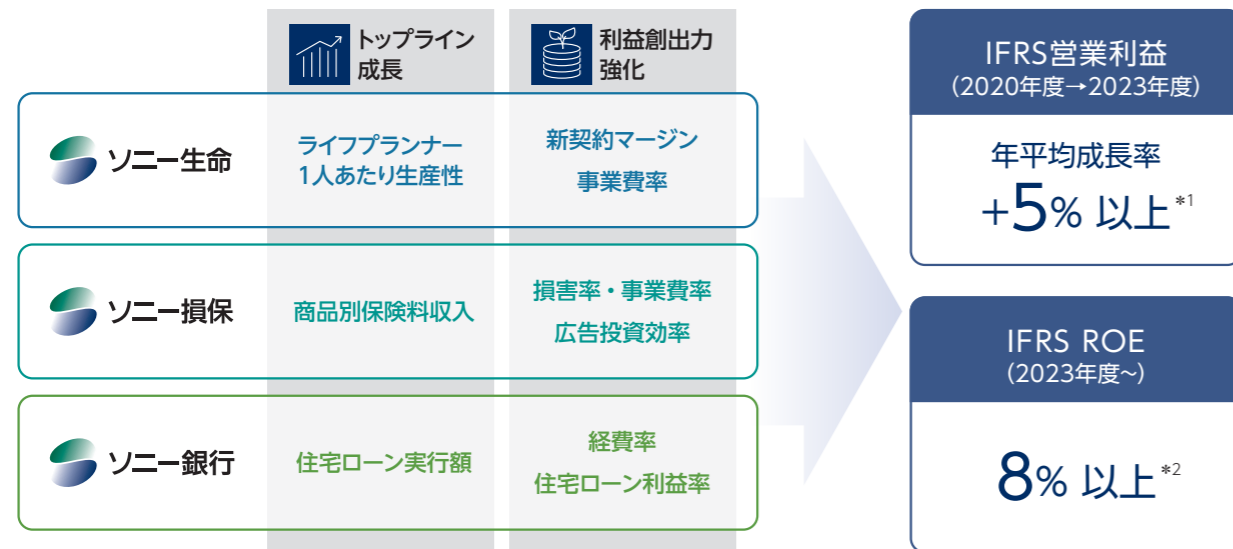 トップライン
成長
利益創出力
強化
ソニー生命
ライフプランナー
1人あたり生産性
新契約マージン
事業費率
ソニー損保
商品別保険料収入
損害率・事業費率
広告投資効率
ソニー銀行
住宅ローン実行額
経費率
住宅ローン利益率
IFRS営業利益
(2020年度→2023年度)
年平均成長率
+5% 以上*1
IFRS ROE
(2023年度~)
8% 以上*2